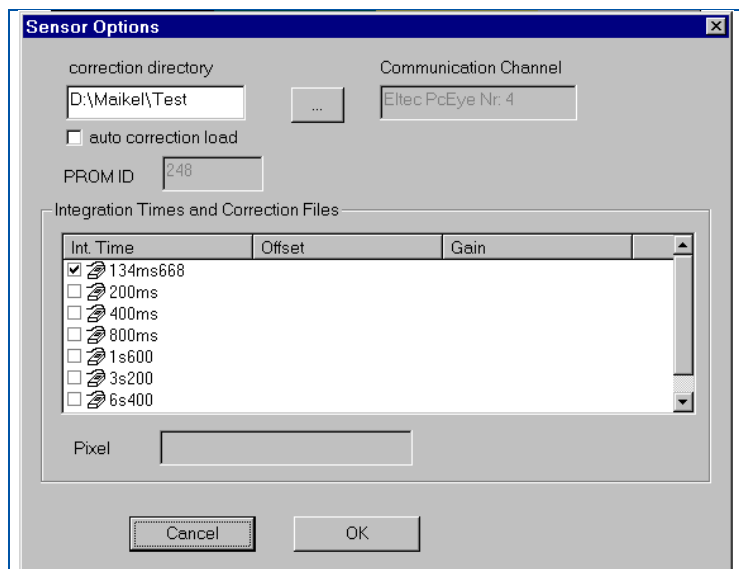 Sensor Options
correction directory
Communication Channel
D:\Maikel\Test
...
Eltec PcEye Nr: 4
auto correction load
PROM ID
248
Integration Times and Correction Files
Int. Time Offset Gain
134ms668
200ms
400ms
800ms
1s600
3s200
6s400
Pixel
Cancel OK